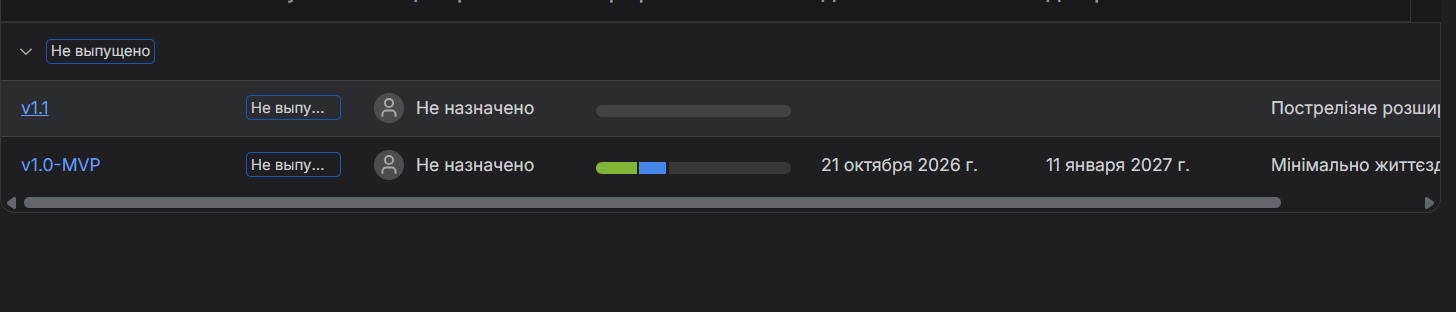 Не выпущено
v1.1 Не выпу... Не назначено Пострелізне розши
v1.0-MVP Не выпу... Не назначено 21 октября 2026 г. 11 января 2027 г. Мінімально життєзд